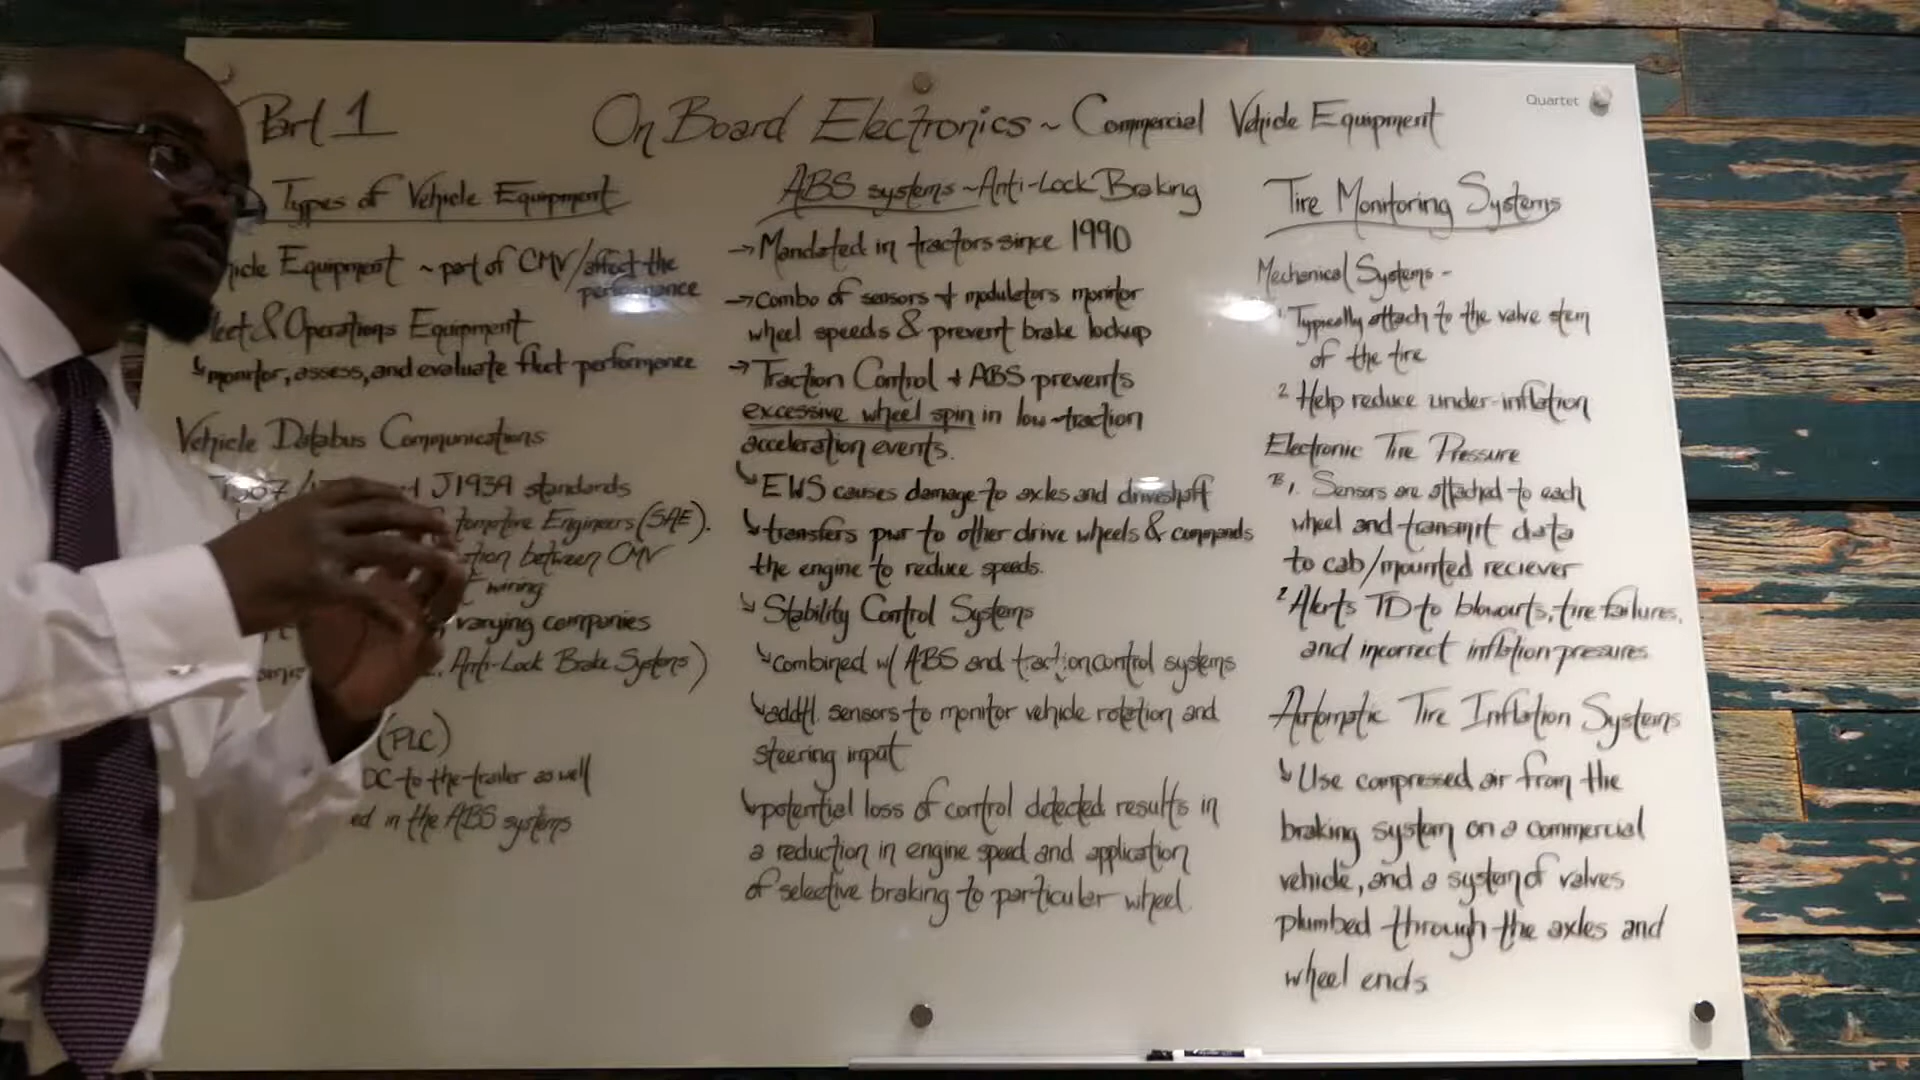 Part 1
On Board Electronics ~ Commercial Vehicle Equipment
Quartet
Types of Vehicle Equipment
Equipment ~ part of CMV/affect the
performance
& Operations Equipment
↳monitor, assess, and evaluate fleet performance
Vehicle Databus Communications
J1939 standards
Engineers (SAE).
between CMV
wiring
varying companies
Anti-Lock Brake Systems)
(PLC)
DC to the trailer as well
in the ABS systems
ABS systems ~ Anti-Lock Braking
→ Mandated in tractors since 1990
→ combo of sensors + modulators monitor
wheel speeds & prevent brake lockup
→ Traction Control + ABS prevents
excessive wheel spin in low-traction
acceleration events.
↘ EWS causes damage to axles and driveshaft
↘ transfers pwr to other drive wheels & commands
the engine to reduce speeds.
↘ Stability Control Systems
↘ combined w/ ABS and traction control systems
↘ addtl. sensors to monitor vehicle rotation and
steering input
↘ potential loss of control detected results in
a reduction in engine speed and application
of selective braking to particular wheel.
Tire Monitoring Systems
Mechanical Systems -
1 Typically attach to the valve stem
of the tire
2 Help reduce under-inflation
Electronic Tire Pressure
1. Sensors are attached to each
wheel and transmit data
to cab/mounted reciever
2 Alerts TD to blowouts, tire failures,
and incorrect inflation pressures
Automatic Tire Inflation Systems
↘ Use compressed air from the
braking system on a commercial
vehicle, and a system of valves
plumbed through the axles and
wheel ends